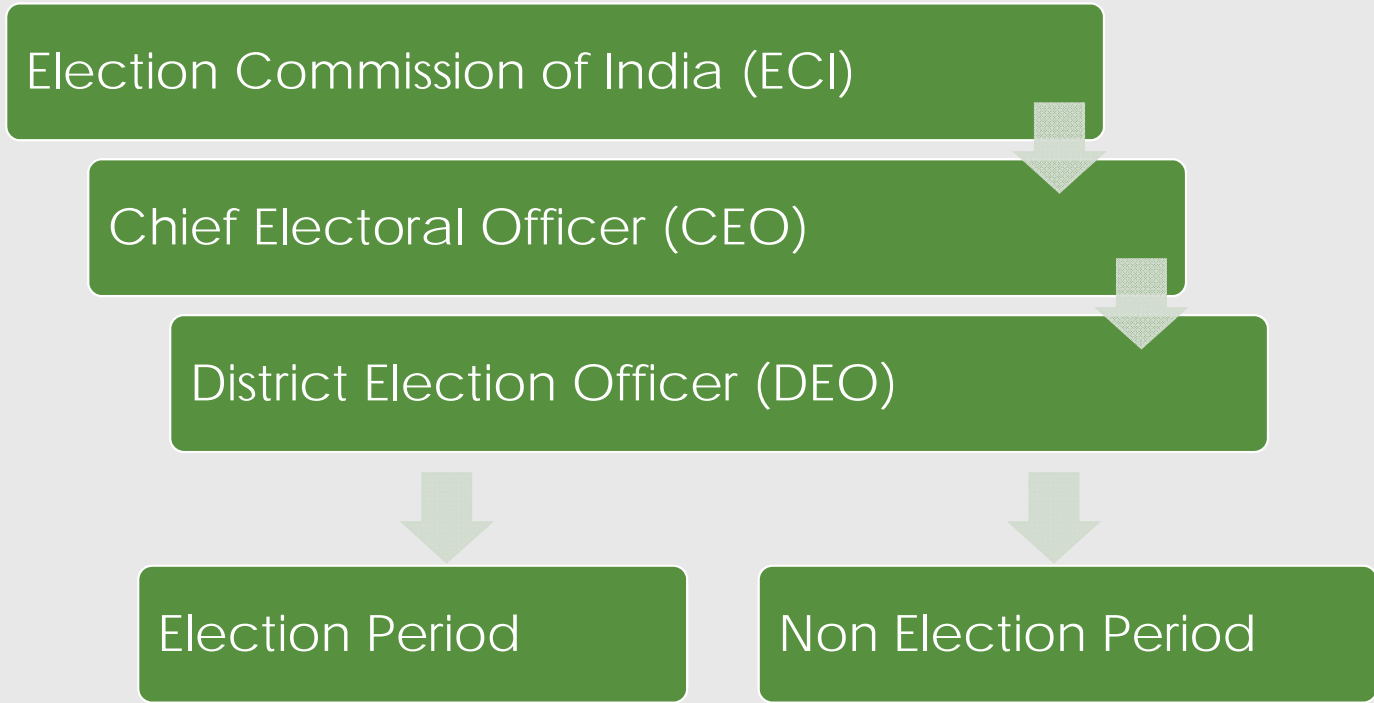 Election Commission of India (ECI)
Chief Electoral Officer (CEO)
District Election Officer (DEO)
Election Period
Non Election Period